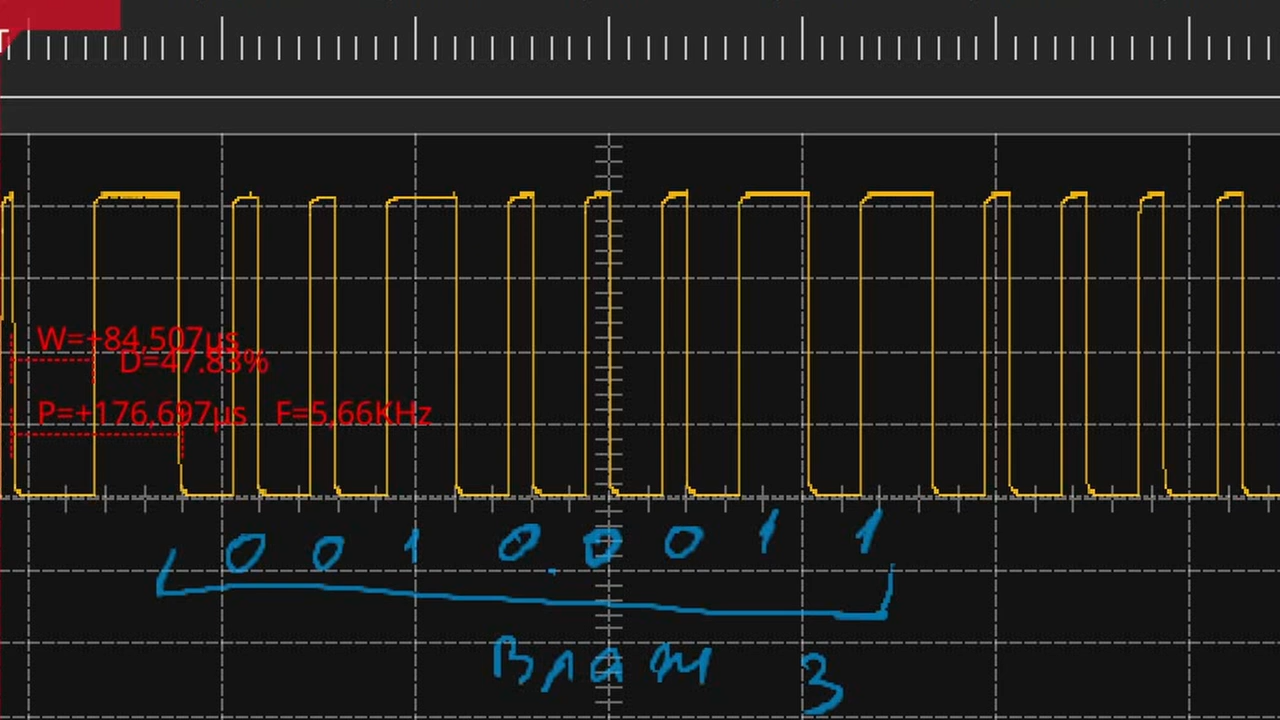 T
W=+84,507µs
D=47.83%
P=+176,697µs F=5,66KHz
0 0 1 0.0 0 1 1
Влаж 3